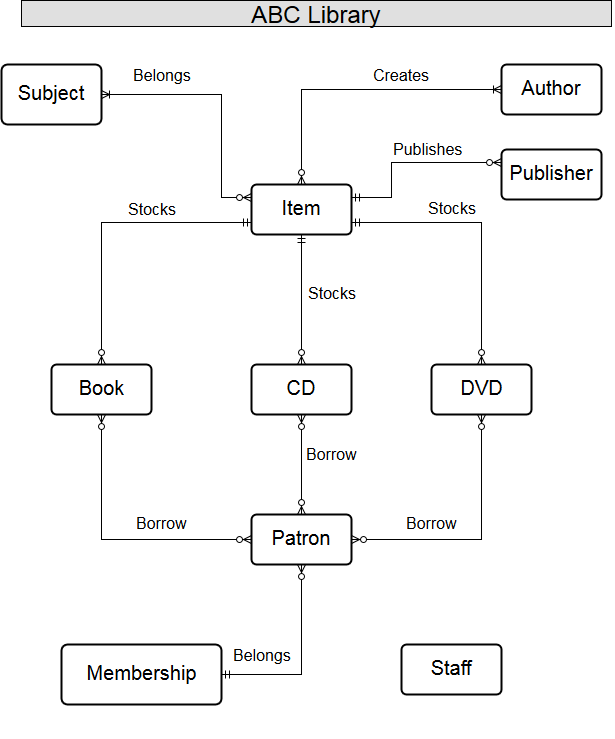 ABC Library
Belongs
Creates
Subject
Author
Publishes
Publisher
Stocks
Item
Stocks
Stocks
Book
CD
DVD
Borrow
Borrow
Patron
Borrow
Belongs
Membership
Staff